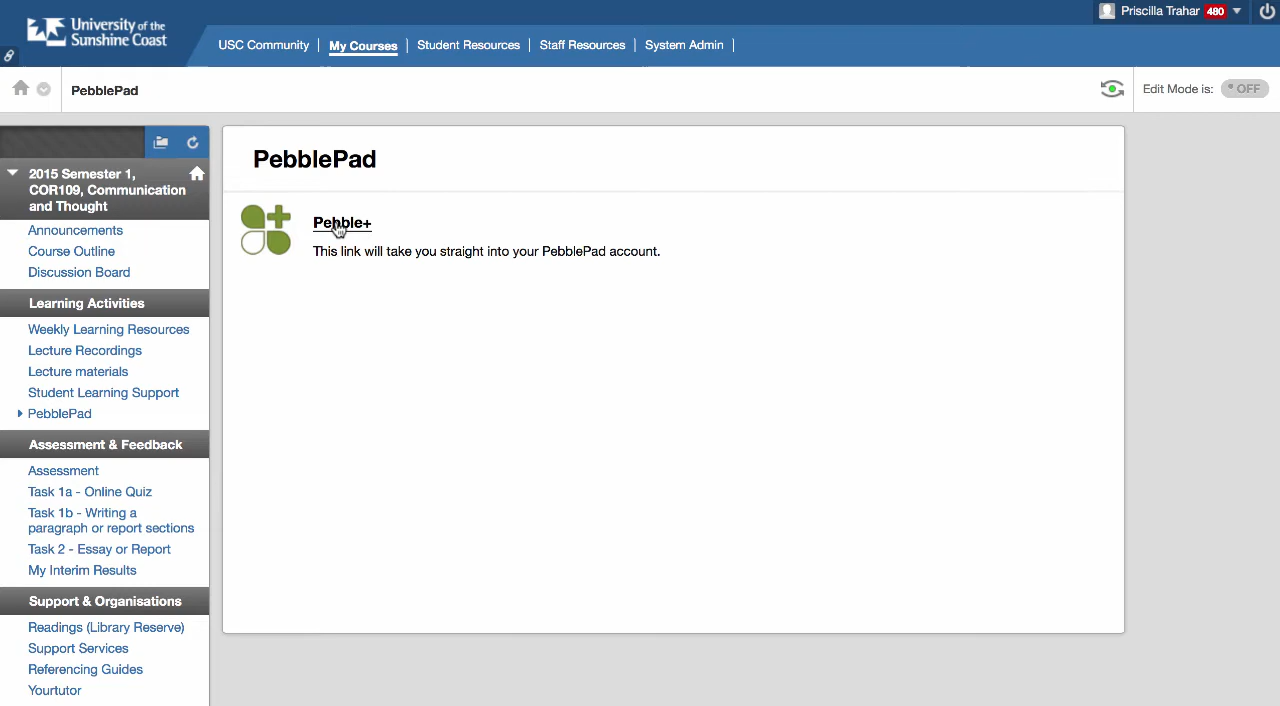 University of the
Sunshine Coast
USC Community
My Courses
Student Resources
Staff Resources
System Admin
Priscilla Trahar 480
PebblePad
Edit Mode is: OFF
2015 Semester 1,
COR109, Communication
and Thought
Announcements
Course Outline
Discussion Board
Learning Activities
Weekly Learning Resources
Lecture Recordings
Lecture materials
Student Learning Support
PebblePad
Assessment & Feedback
Assessment
Task 1a - Online Quiz
Task 1b - Writing a
paragraph or report sections
Task 2 - Essay or Report
My Interim Results
Support & Organisations
Readings (Library Reserve)
Support Services
Referencing Guides
Yourtutor
PebblePad
Pebble+
This link will take you straight into your PebblePad account.